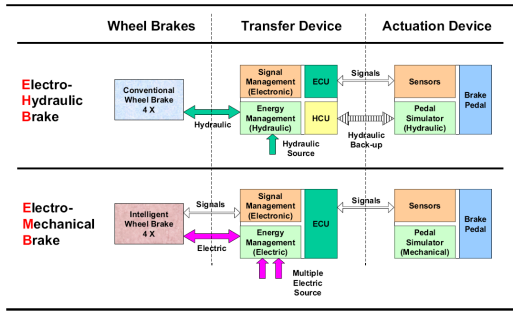 Wheel Brakes
Transfer Device
Actuation Device
Electro-
Hydraulic
Brake
Conventional
Wheel Brake
4 X
Hydraulic
Signal
Management
(Electronic)
ECU
Energy
Management
(Hydraulic)
HCU
Hydraulic
Source
Signals
Hydraulic
Back-up
Sensors
Pedal
Simulator
(Hydraulic)
Brake
Pedal
Electro-
Mechanical
Brake
Intelligent
Wheel Brake
4 X
Signals
Electric
Signal
Management
(Electronic)
Energy
Management
(Electric)
ECU
Multiple
Electric
Source
Signals
Sensors
Pedal
Simulator
(Mechanical)
Brake
Pedal